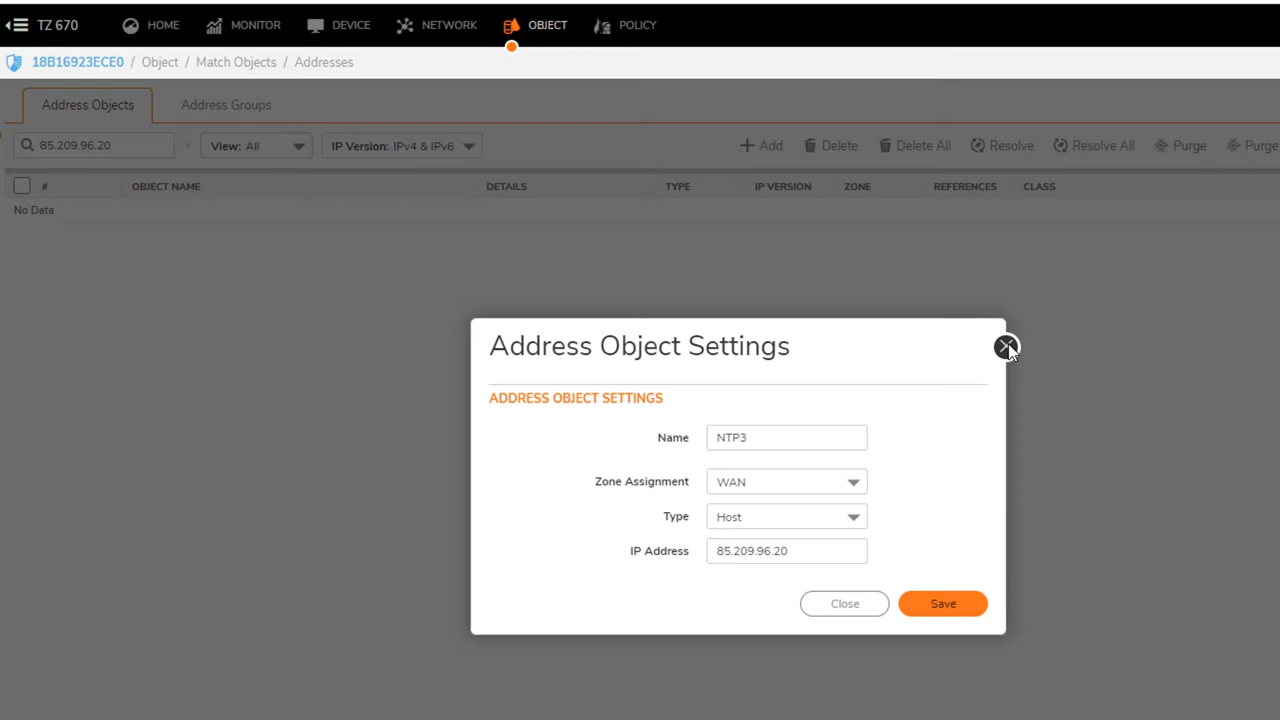 TZ 670 HOME MONITOR DEVICE NETWORK OBJECT POLICY
18B16923ECE0 / Object / Match Objects / Addresses
Address Objects Address Groups
85.209.96.20 View: All IP Version: IPv4 & IPv6 + Add Delete Delete All Resolve Resolve All Purge Purge
# OBJECT NAME DETAILS TYPE IP VERSION ZONE REFERENCES CLASS
No Data
Address Object Settings
ADDRESS OBJECT SETTINGS
Name NTP3
Zone Assignment WAN
Type Host
IP Address 85.209.96.20
Close Save